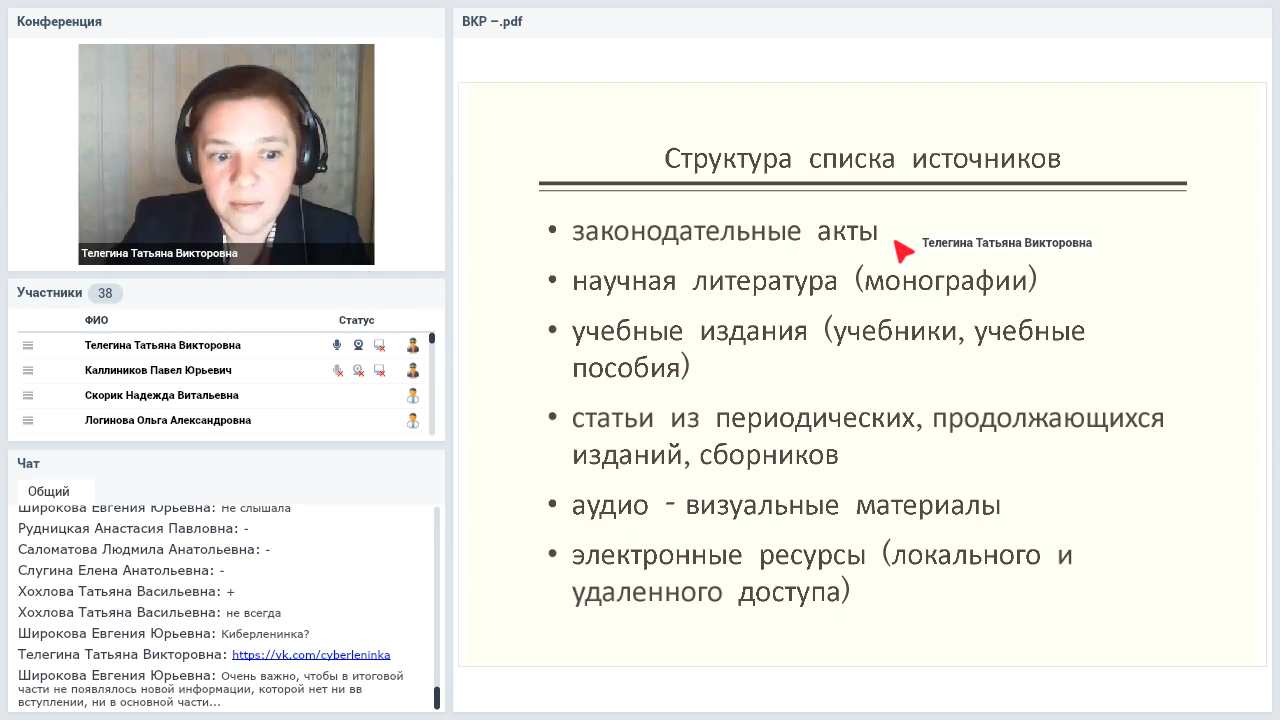 Конференция
Телегина Татьяна Викторовна
Участники 38
ФИО Статус
Телегина Татьяна Викторовна
Каллиников Павел Юрьевич
Скорик Надежда Витальевна
Логинова Ольга Александровна
Чат
Общий
Широкова Евгения Юрьевна: Не слышала
Рудницкая Анастасия Павловна: -
Саломатова Людмила Анатольевна: -
Слугина Елена Анатольевна: -
Хохлова Татьяна Васильевна: +
Хохлова Татьяна Васильевна: не всегда
Широкова Евгения Юрьевна: Киберленинка?
Телегина Татьяна Викторовна: https://vk.com/cyberleninka
Широкова Евгения Юрьевна: Очень важно, чтобы в итоговой
части не появлялось новой информации, которой нет ни вв
вступлении, ни в основной части...
ВКР –.pdf
Структура списка источников
• законодательные акты
Телегина Татьяна Викторовна
• научная литература (монографии)
• учебные издания (учебники, учебные
пособия)
• статьи из периодических, продолжающихся
изданий, сборников
• аудио - визуальные материалы
• электронные ресурсы (локального и
удаленного доступа)